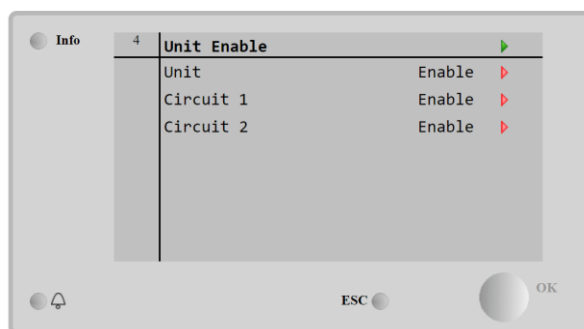 Info
4 Unit Enable
Unit Enable
Circuit 1 Enable
Circuit 2 Enable
ESC
OK